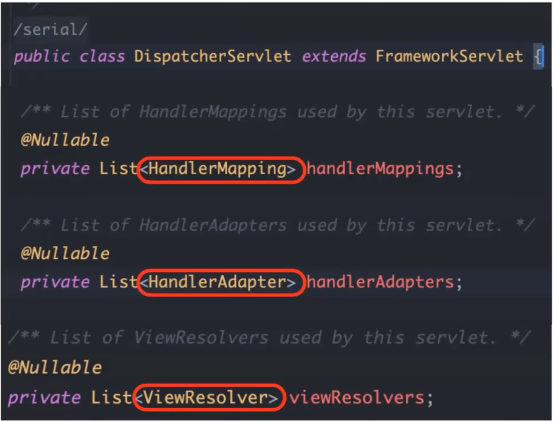 /serial/
public class DispatcherServlet extends FrameworkServlet {
/** List of HandlerMappings used by this servlet. */
@Nullable
private List<HandlerMapping> handlerMappings;
/** List of HandlerAdapters used by this servlet. */
@Nullable
private List<HandlerAdapter> handlerAdapters;
/** List of ViewResolvers used by this servlet. */
@Nullable
private List<ViewResolver> viewResolvers;